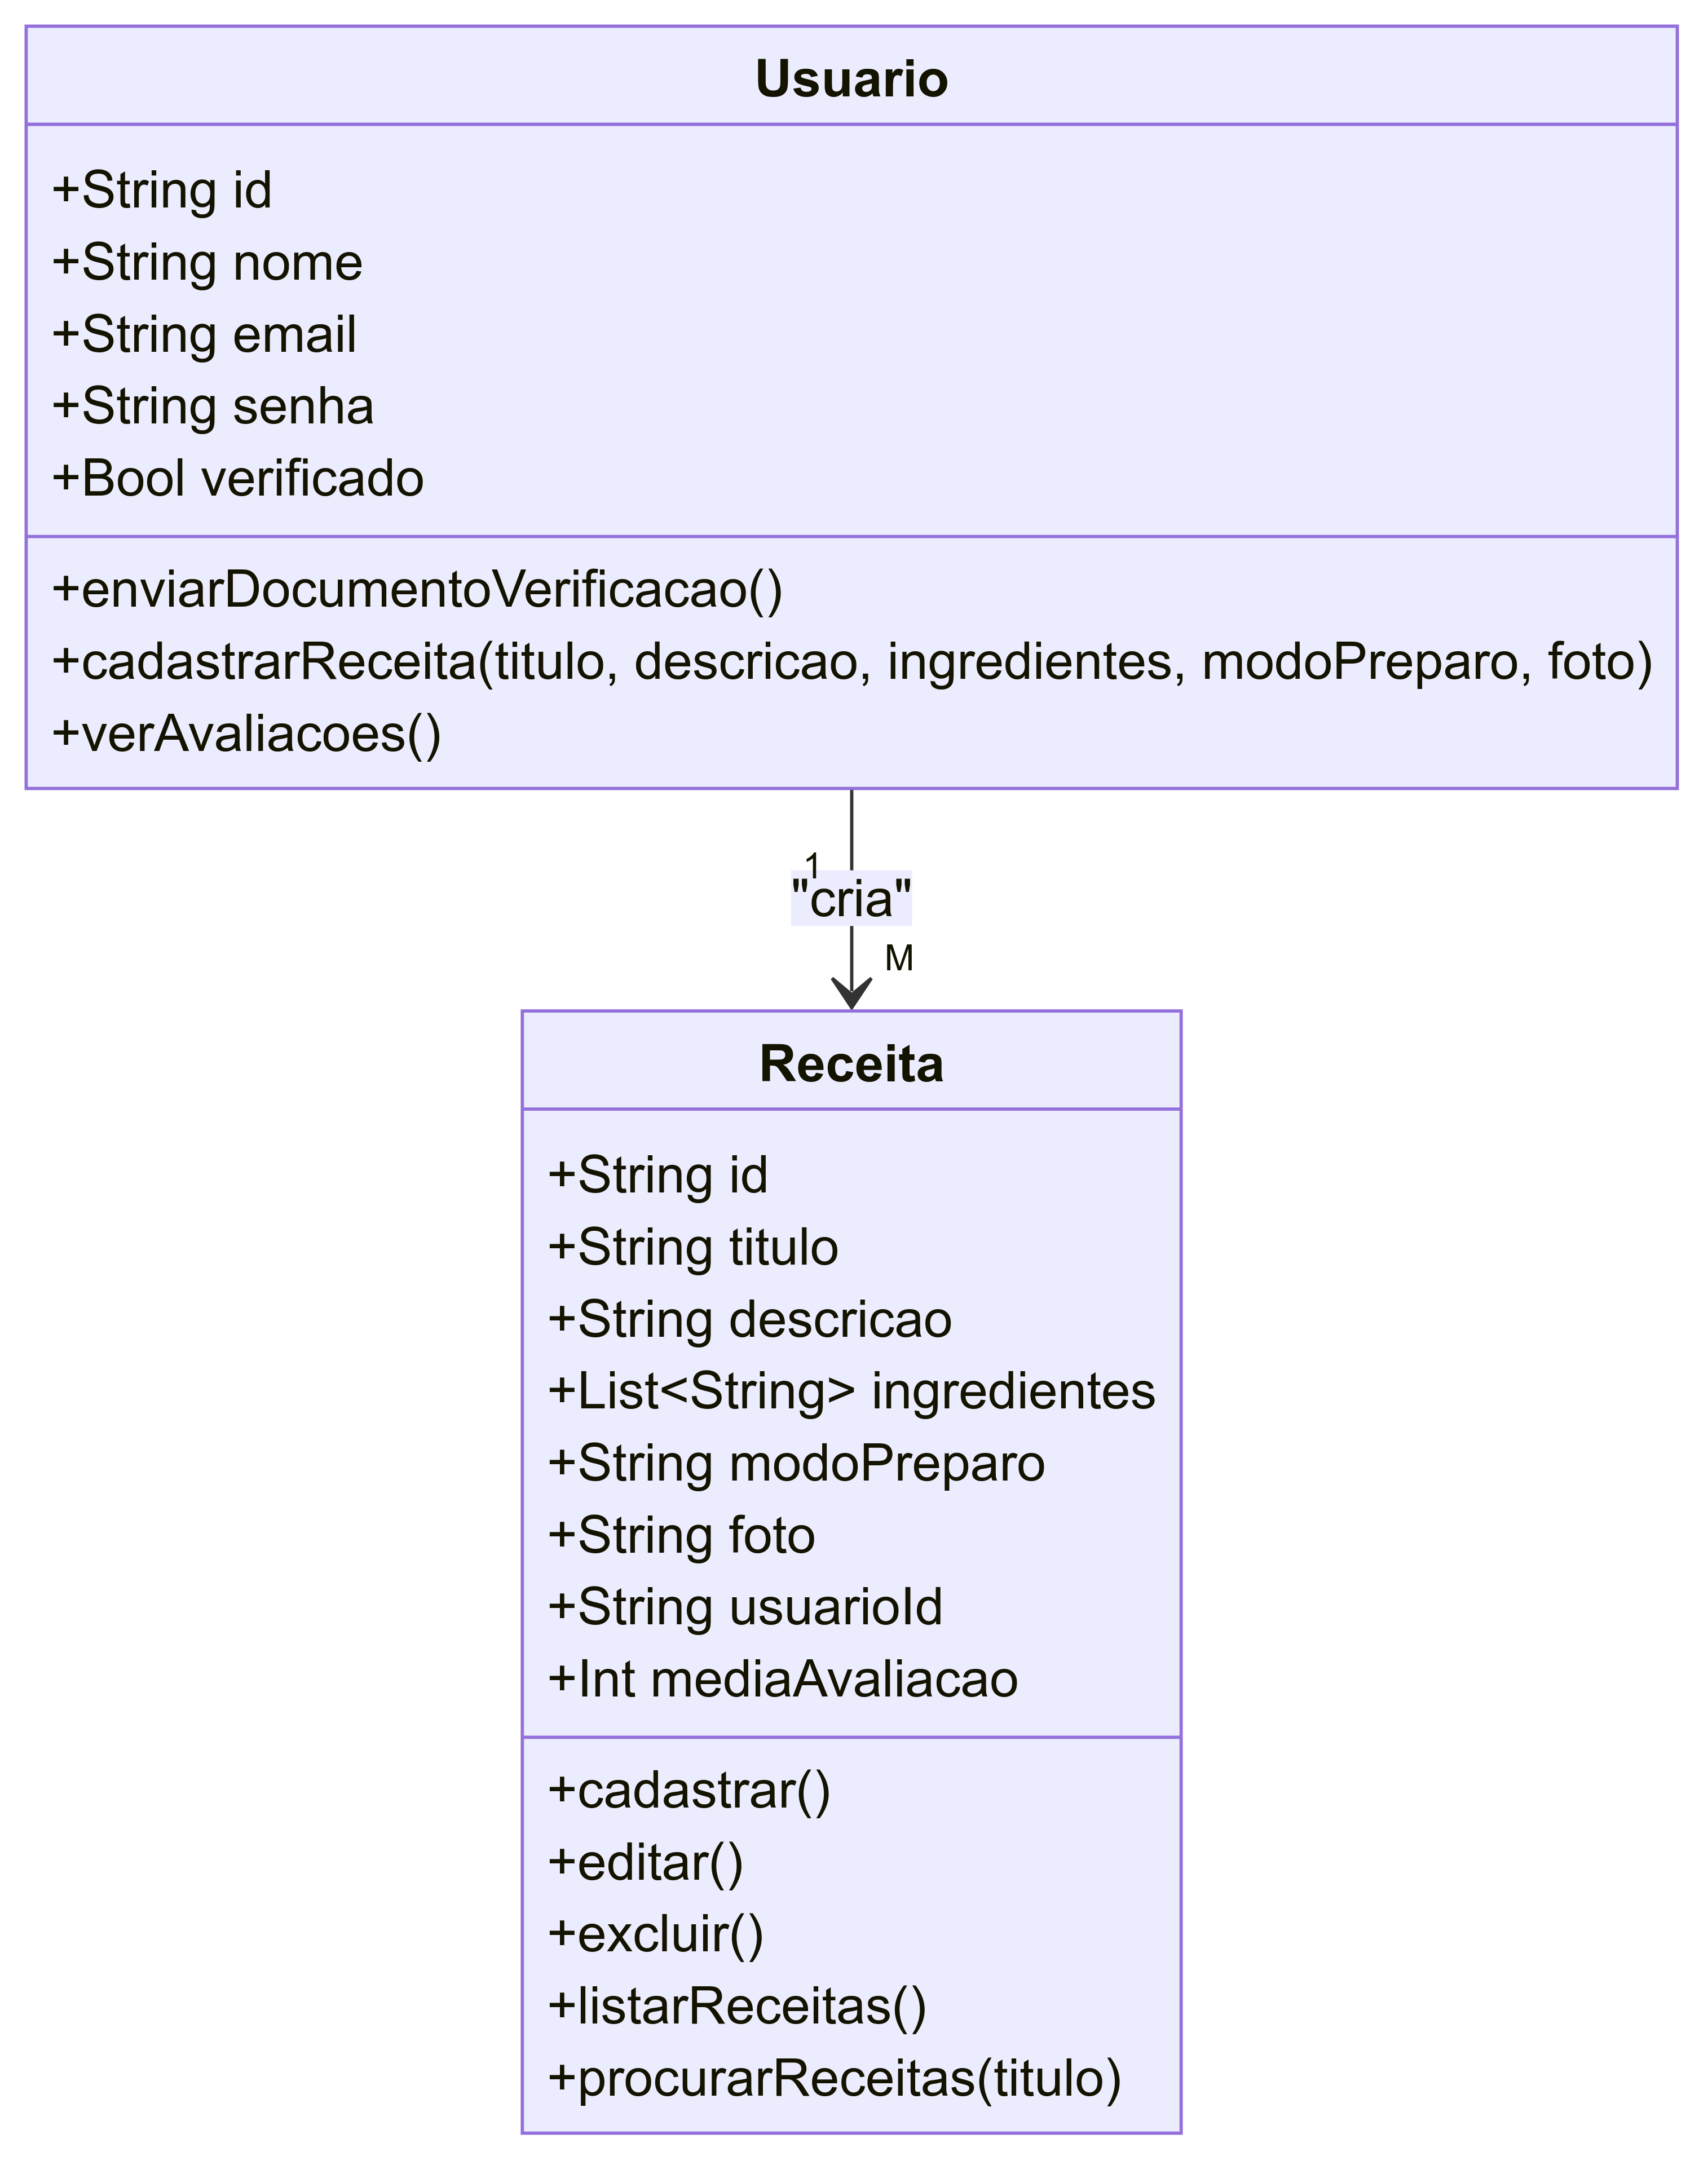 Usuario
+String id
+String nome
+String email
+String senha
+Bool verificado
+enviarDocumentoVerificacao()
+cadastrarReceita(titulo, descricao, ingredientes, modoPreparo, foto)
+verAvaliacoes()
1
"cria"
M
Receita
+String id
+String titulo
+String descricao
+List<String> ingredientes
+String modoPreparo
+String foto
+String usuarioId
+Int mediaAvaliacao
+cadastrar()
+editar()
+excluir()
+listarReceitas()
+procurarReceitas(titulo)